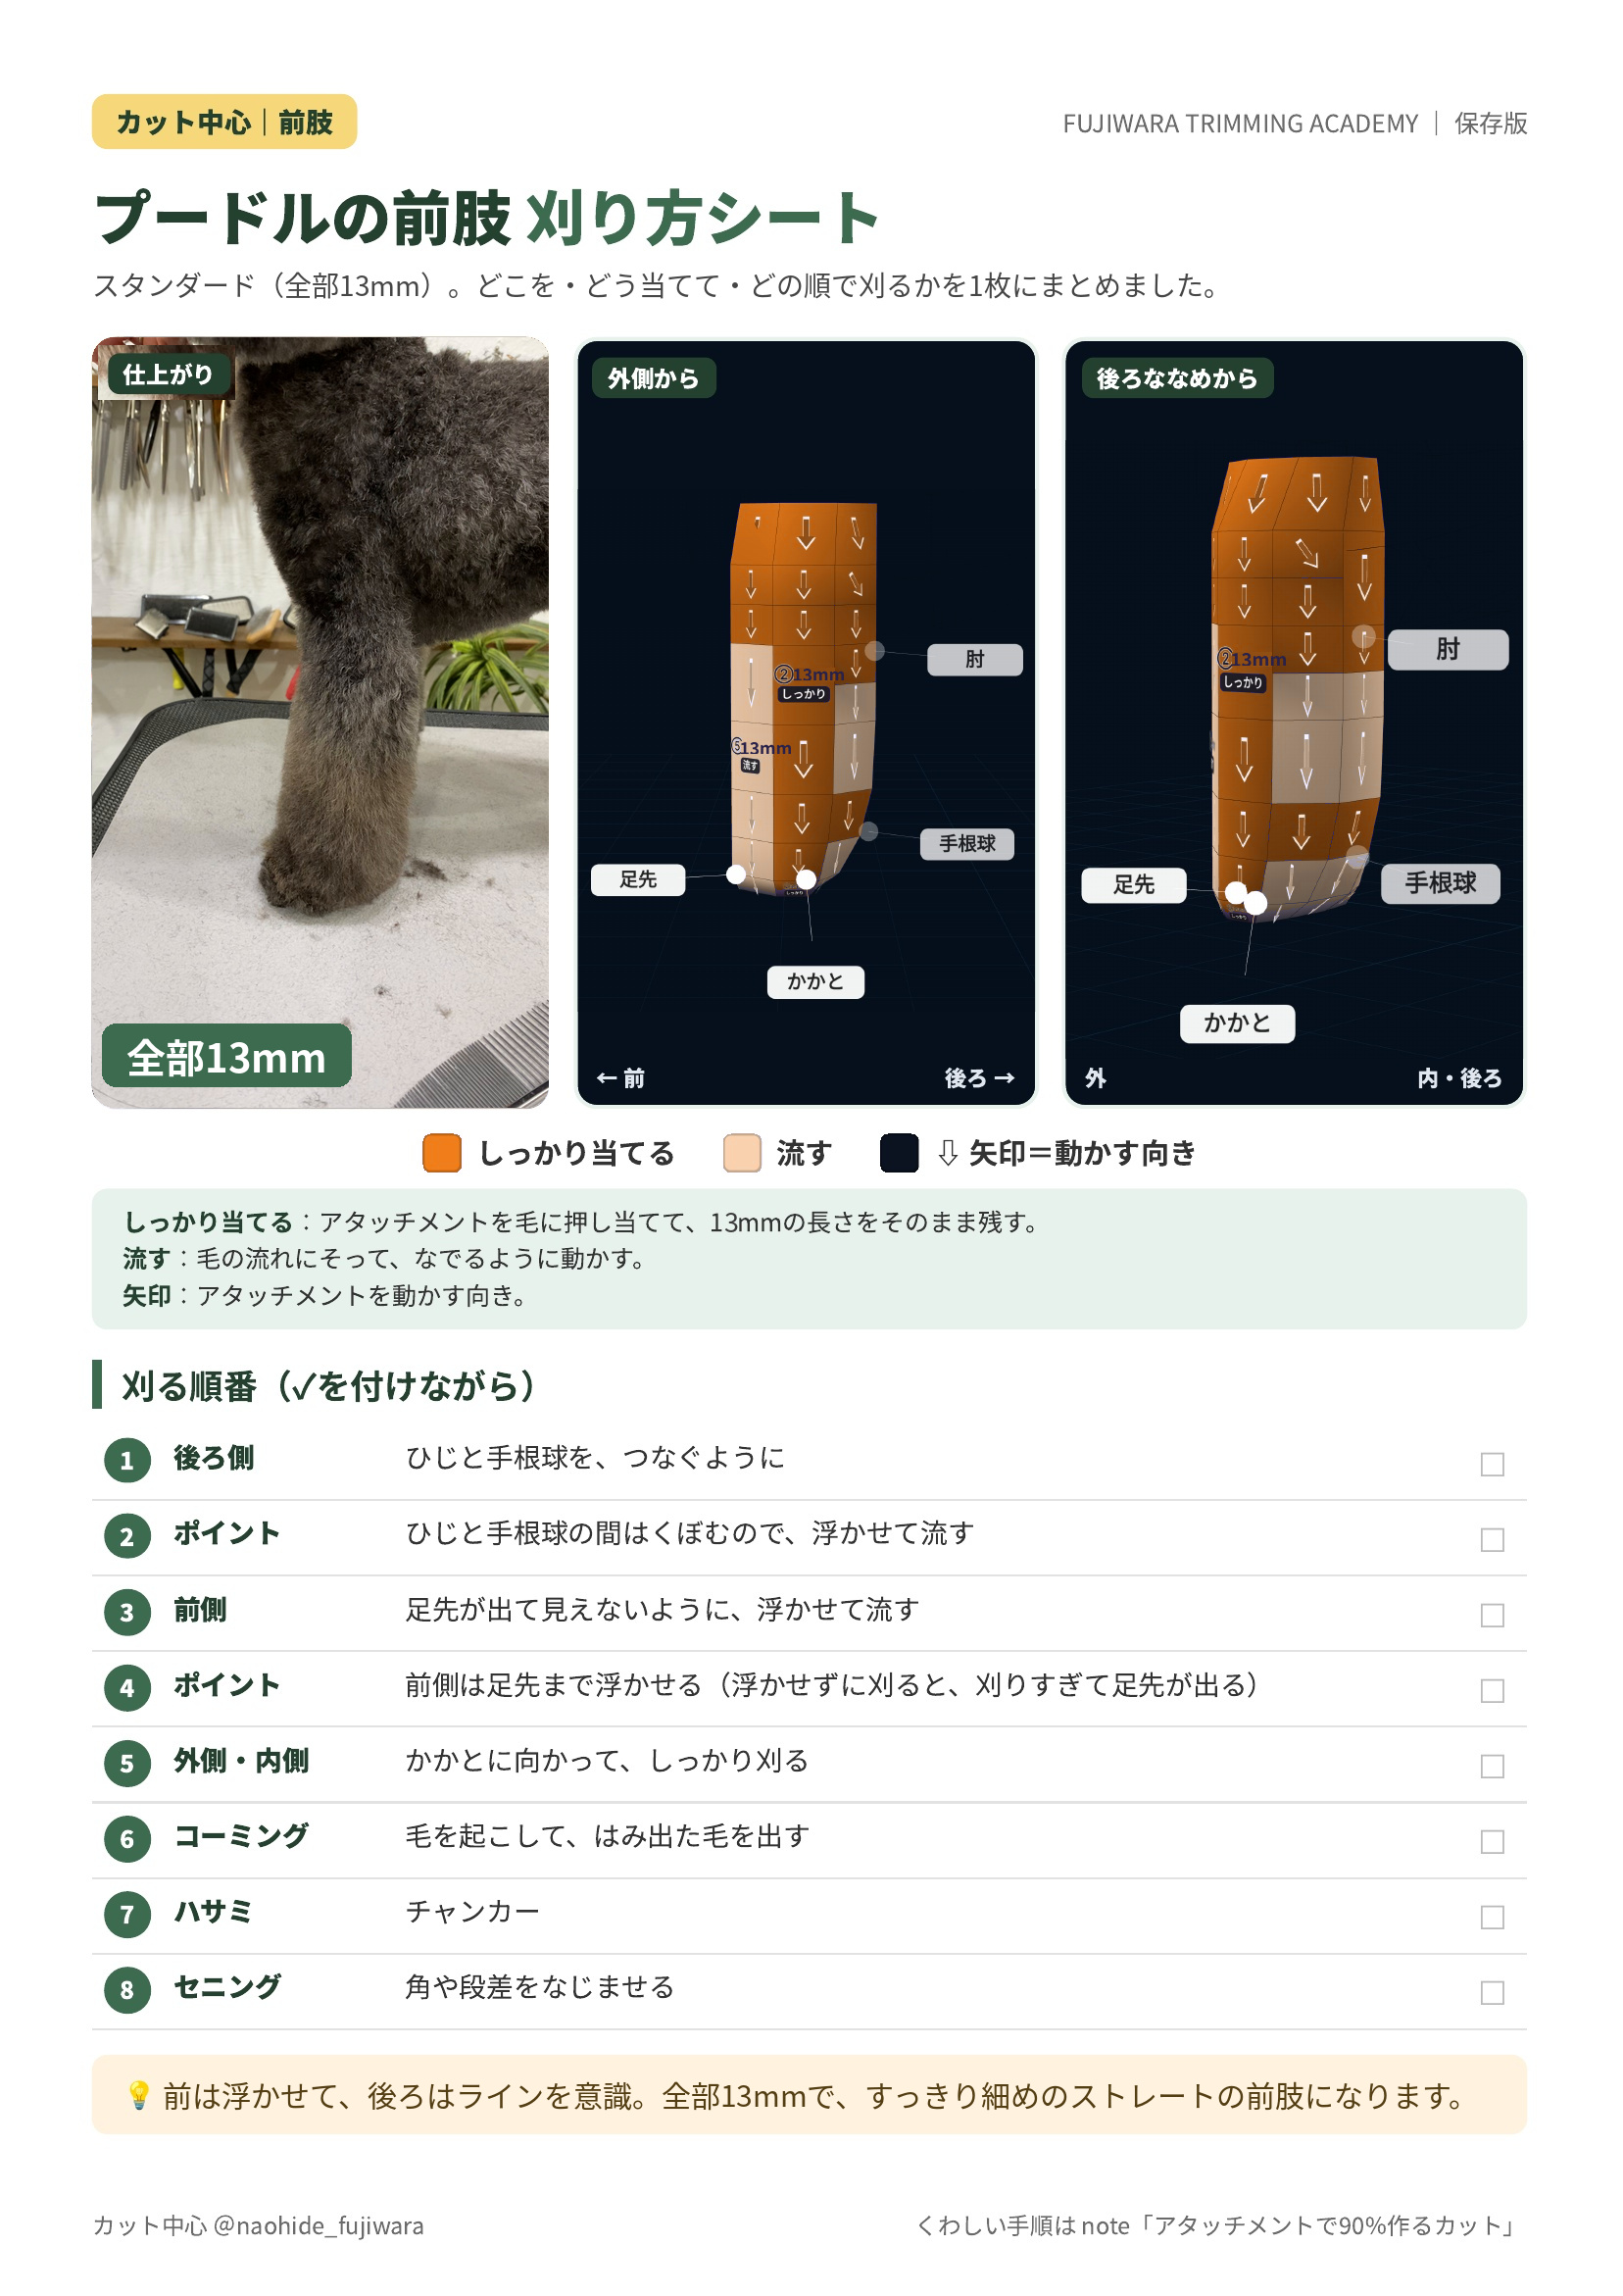 カット中心｜前肢
FUJIWARA TRIMMING ACADEMY ｜ 保存版
プードルの前肢 刈り方シート
スタンダード（全部13mm）。どこを・どう当てて・どの順で刈るかを1枚にまとめました。
仕上がり
全部13mm
外側から
②13mm
しっかり
⑤13mm
流す
肘
手根球
足先
かかと
← 前
後ろ →
後ろななめから
②13mm
しっかり
肘
足先
手根球
かかと
外
内・後ろ
しっかり当てる
流す
⇩ 矢印＝動かす向き
しっかり当てる：アタッチメントを毛に押し当てて、13mmの長さをそのまま残す。
流す：毛の流れにそって、なでるように動かす。
矢印：アタッチメントを動かす向き。
刈る順番（✓を付けながら）
1 後ろ側 ひじと手根球を、つなぐように □
2 ポイント ひじと手根球の間はくぼむので、浮かせて流す □
3 前側 足先が出て見えないように、浮かせて流す □
4 ポイント 前側は足先まで浮かせる（浮かせずに刈ると、刈りすぎて足先が出る） □
5 外側・内側 かかとに向かって、しっかり刈る □
6 コーミング 毛を起こして、はみ出た毛を出す □
7 ハサミ チャンカー □
8 セニング 角や段差をなじませる □
💡 前は浮かせて、後ろはラインを意識。全部13mmで、すっきり細めのストレートの前肢になります。
カット中心 @naohide_fujiwara
くわしい手順は note「アタッチメントで90%作るカット」